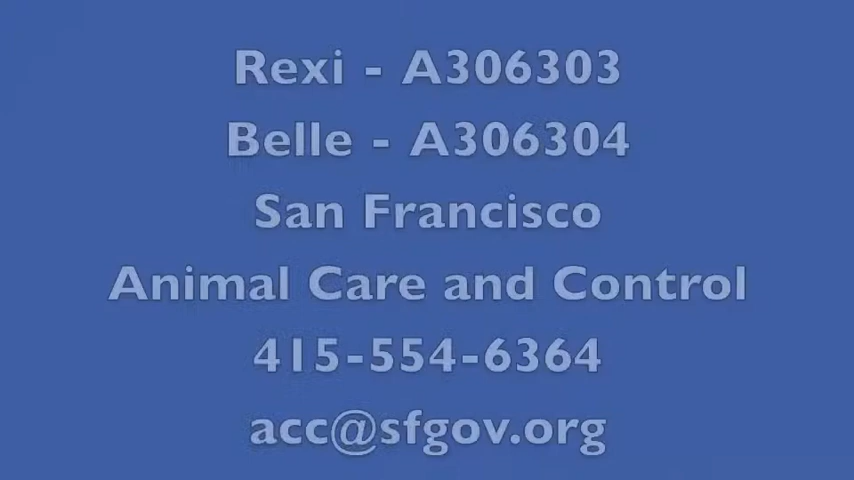 Rexi - A306303
Belle - A306304
San Francisco
Animal Care and Control
415-554-6364
acc@sfgov.org